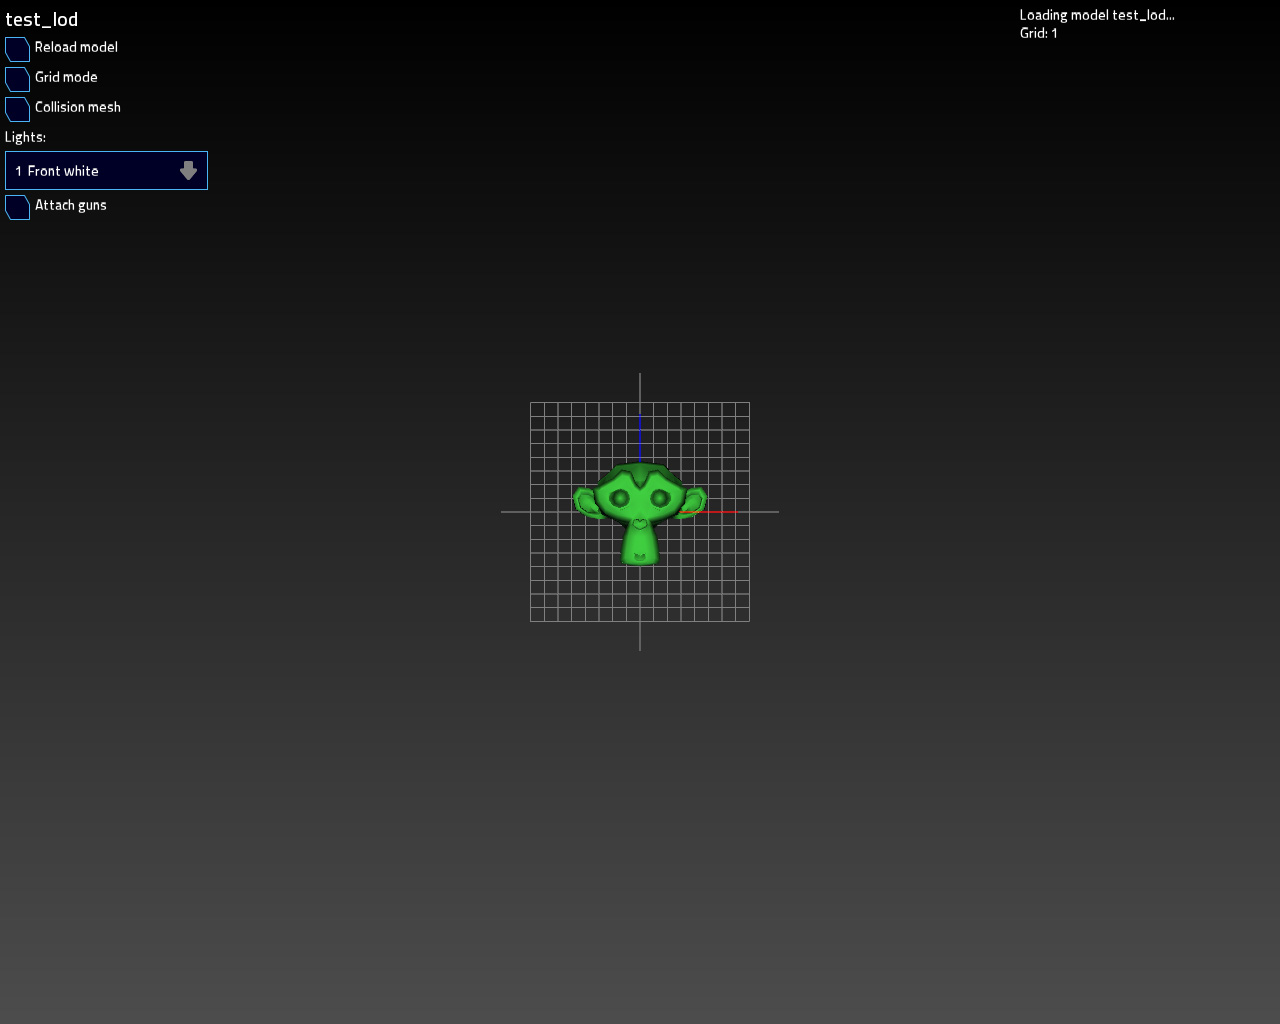 test_lod
Reload model
Grid mode
Collision mesh
Lights:
1 Front white
Attach guns
Loading model test_lod...
Grid: 1